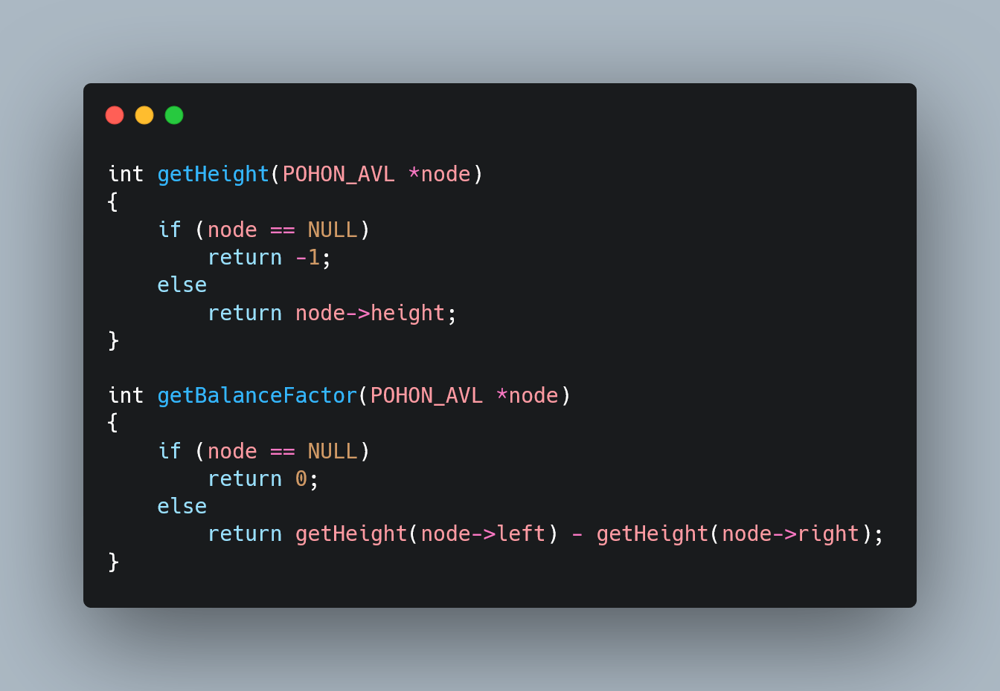 int getHeight(POHON_AVL *node)
{
    if (node == NULL)
        return -1;
    else
        return node->height;
}

int getBalanceFactor(POHON_AVL *node)
{
    if (node == NULL)
        return 0;
    else
        return getHeight(node->left) - getHeight(node->right);
}